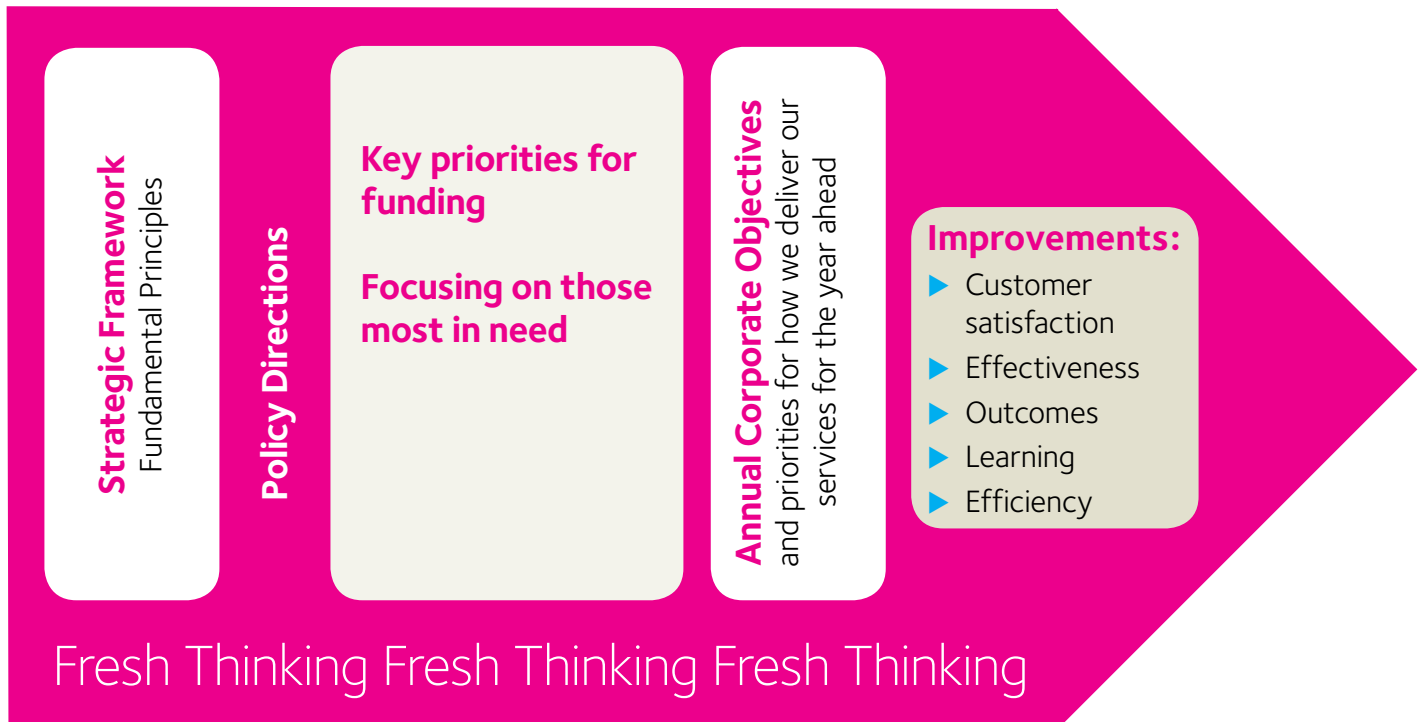 Strategic Framework
Fundamental Principles
Policy Directions
Key priorities for
funding
Focusing on those
most in need
Annual Corporate Objectives
and priorities for how we deliver our
services for the year ahead
Improvements:
Customer
satisfaction
Effectiveness
Outcomes
Learning
Efficiency
Fresh Thinking Fresh Thinking Fresh Thinking